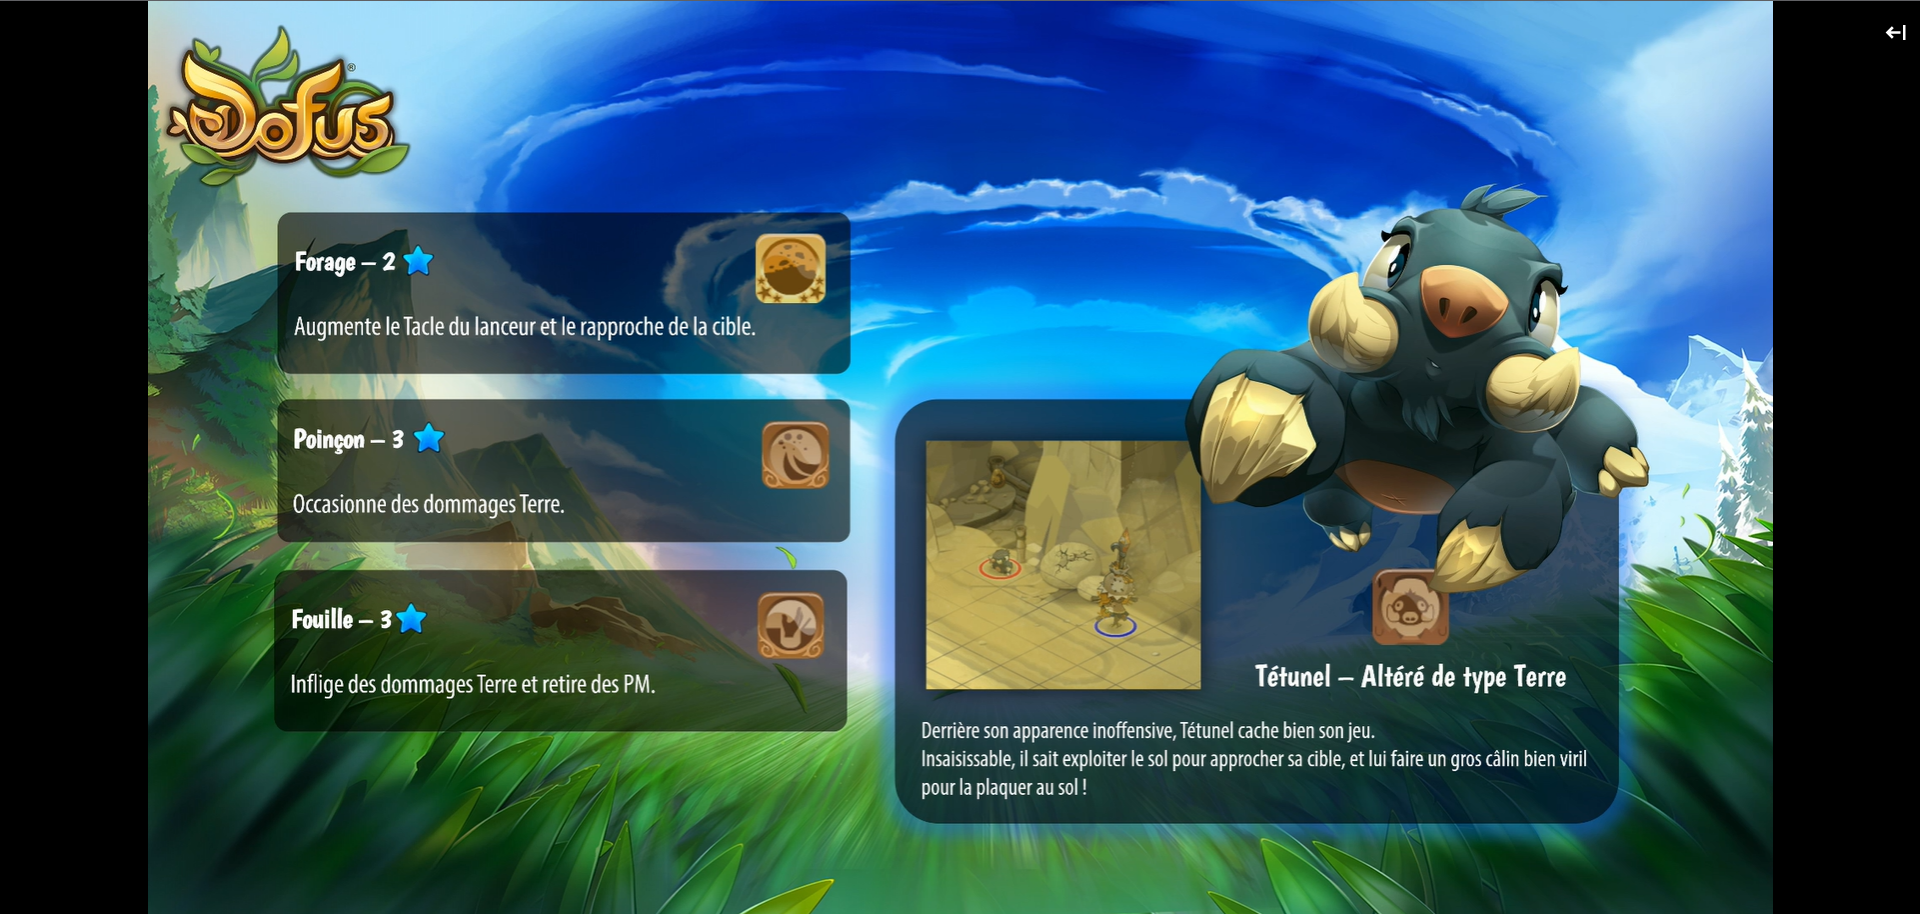 Dofus®
Forage – 2
Augmente le Tacle du lanceur et le rapproche de la cible.
Poinçon – 3
Occasionne des dommages Terre.
Fouille – 3
Inflige des dommages Terre et retire des PM.
Tétunel – Altéré de type Terre
Derrière son apparence inoffensive, Tétunel cache bien son jeu.
Insaisissable, il sait exploiter le sol pour approcher sa cible, et lui faire un gros câlin bien viril
pour la plaquer au sol !